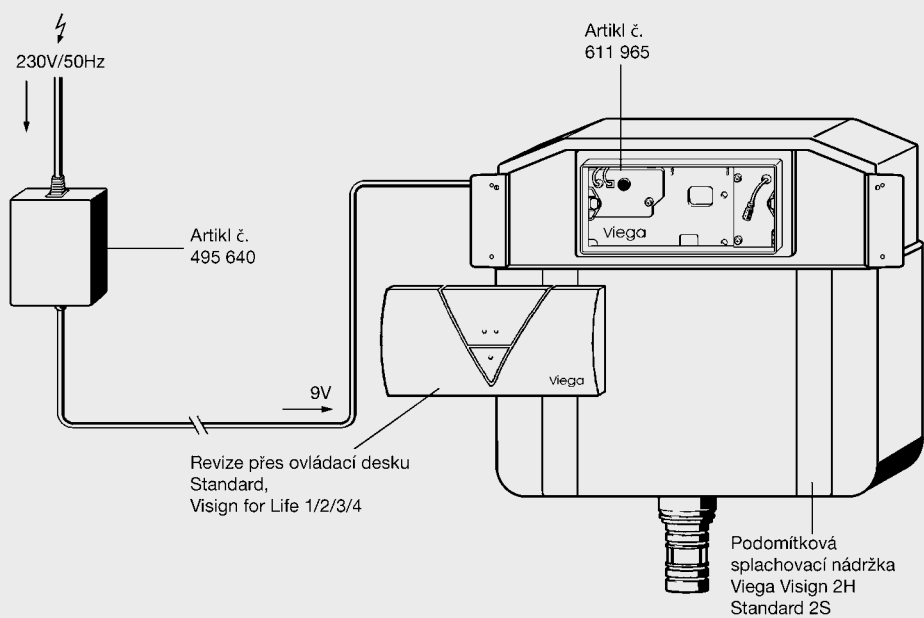 230V/50Hz
Artikl č.
611 965
Viega
Artikl č.
495 640
Viega
9V
Revize přes ovládací desku
Standard,
Visign for Life 1/2/3/4
Podomítková
splachovací nádržka
Viega Visign 2H
Standard 2S